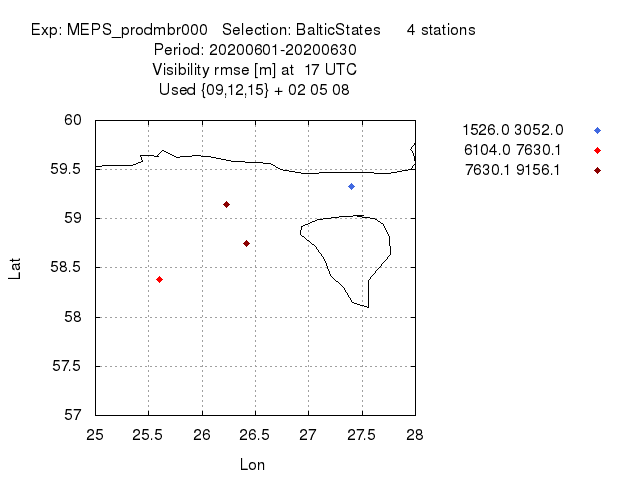 Exp: MEPS_prodmbr000 Selection: BalticStates 4 stations
Period: 20200601-20200630
Visibility rmse [m] at 17 UTC
Used {09,12,15} + 02 05 08
1526.0 3052.0
6104.0 7630.1
7630.1 9156.1
60
59.5
59
58.5
58
57.5
57
25 25.5 26 26.5 27 27.5 28
Lat
Lon